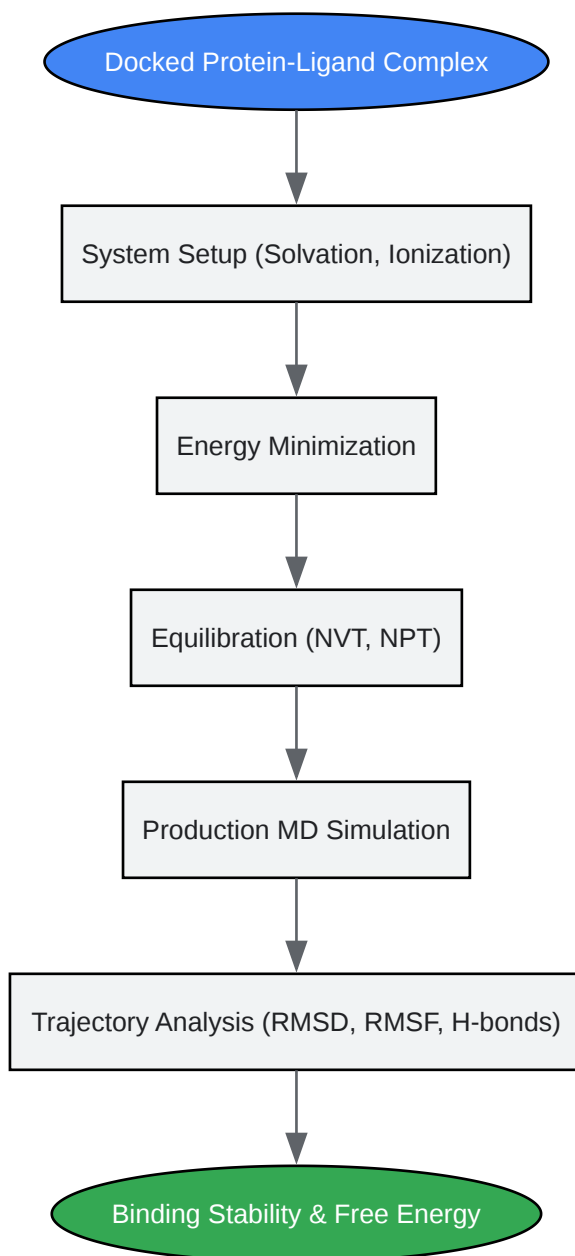 Docked Protein-Ligand Complex
System Setup (Solvation, Ionization)
Energy Minimization
Equilibration (NVT, NPT)
Production MD Simulation
Trajectory Analysis (RMSD, RMSF, H-bonds)
Binding Stability & Free Energy